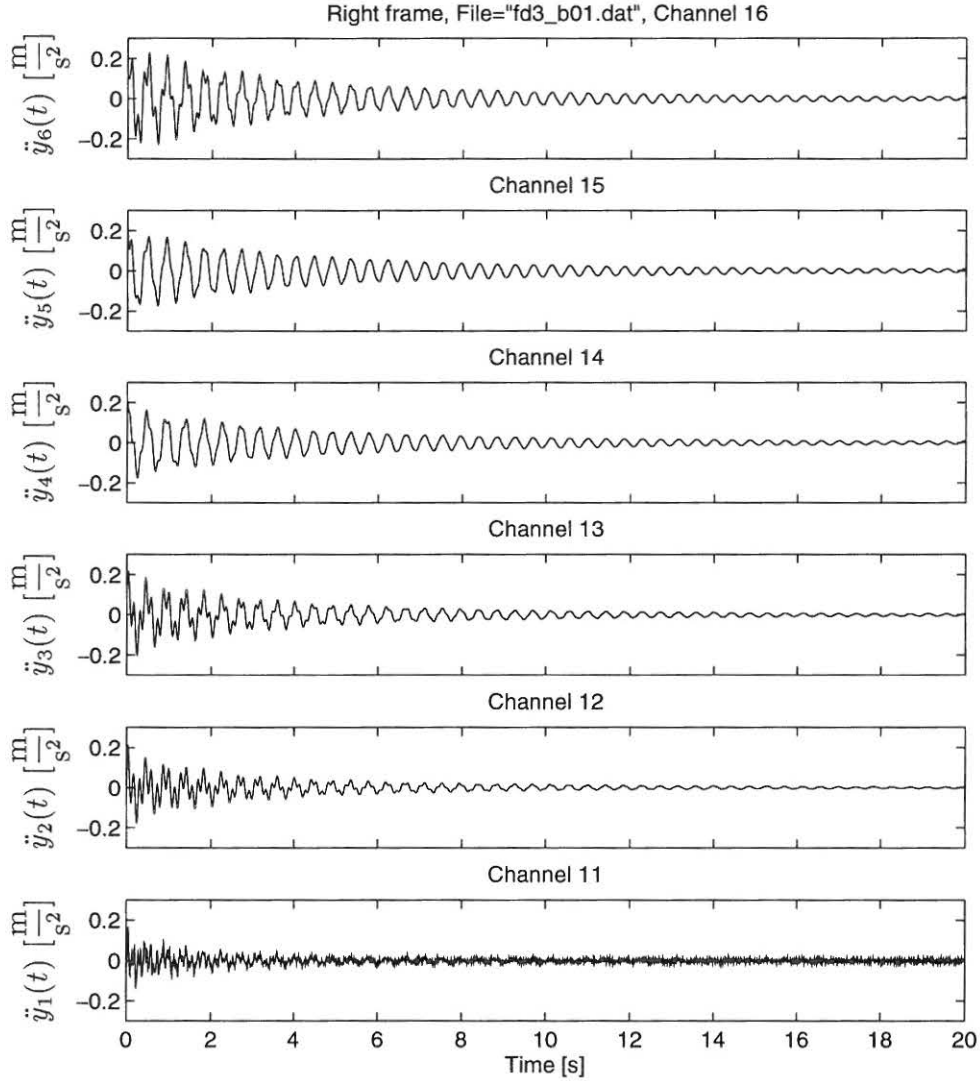 Right frame, File="fd3_b01.dat", Channel 16
ÿ₆(t) [m/s²]
0.2
0
−0.2
Channel 15
ÿ₅(t) [m/s²]
0.2
0
−0.2
Channel 14
ÿ₄(t) [m/s²]
0.2
0
−0.2
Channel 13
ÿ₃(t) [m/s²]
0.2
0
−0.2
Channel 12
ÿ₂(t) [m/s²]
0.2
0
−0.2
Channel 11
ÿ₁(t) [m/s²]
0.2
0
−0.2
0 2 4 6 8 10 12 14 16 18 20
Time [s]